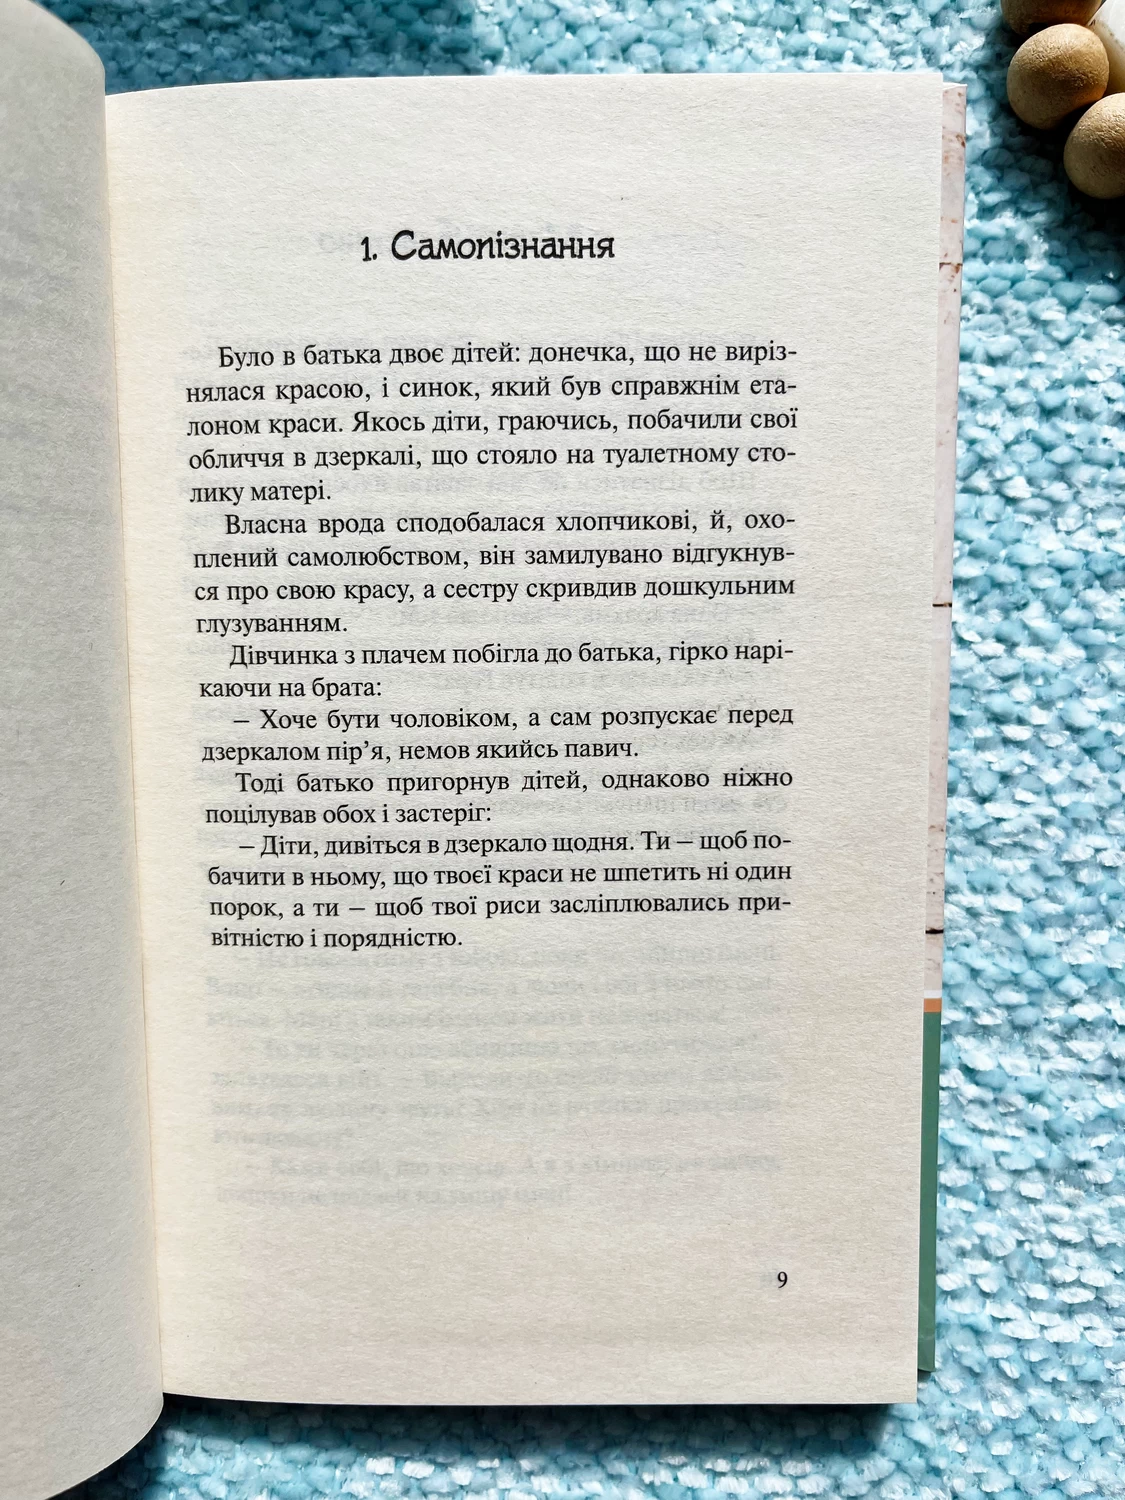 1. Самопізнання
Було в батька двоє дітей: донечка, що не виріз-
нялася красою, і синок, який був справжнім ета-
лоном краси. Якось діти, граючись, побачили свої
обличчя в дзеркалі, що стояло на туалетному сто-
лику матері.
Власна врода сподобалася хлопчикові, й, охо-
плений самолюбством, він замилувано відгукнув-
ся про свою красу, а сестру скривдив дошкульним
глузуванням.
Дівчинка з плачем побігла до батька, гірко нарі-
каючи на брата:
– Хоче бути чоловіком, а сам розпускає перед
дзеркалом пір’я, немов якийсь павич.
Тоді батько пригорнув дітей, однаково ніжно
поцілував обох і застеріг:
– Діти, дивіться в дзеркало щодня. Ти – щоб по-
бачити в ньому, що твоєї краси не шпетить ні один
порок, а ти – щоб твої риси засліплювались при-
вітністю і порядністю.
9